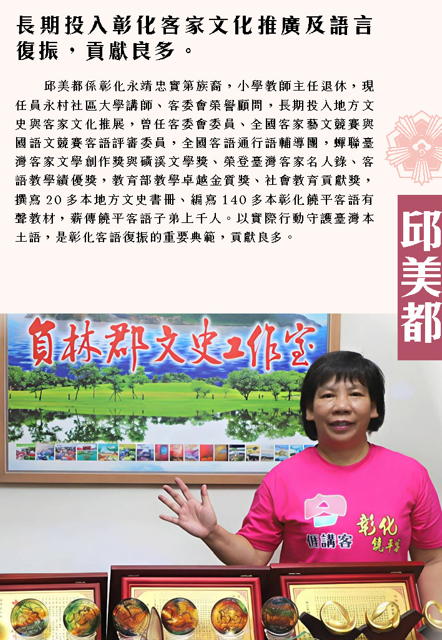 長期投入彰化客家文化推廣及語言
復振，貢獻良多。
邱美都係彰化永靖忠實第族裔，小學教師主任退休，現
任員永村社區大學講師、客委會榮譽顧問，長期投入地方文
史與客家文化推展，曾任客委會委員、全國客家藝文競賽與
國語文競賽客語評審委員，全國客語通行語輔導團，蟬聯臺
灣客家文學創作獎與磺溪文學獎、榮登臺灣客家名人錄、客
語教學績優獎，教育部教學卓越金質獎、社會教育貢獻獎，
撰寫 20 多本地方文史書冊、編寫 140 多本彰化饒平客語有
聲教材，薪傳饒平客語子弟上千人。以實際行動守護臺灣本
土語，是彰化客語復振的重要典範，貢獻良多。
邱美都
員林郡文史工作室
彰化
饒平客
𠊎講客